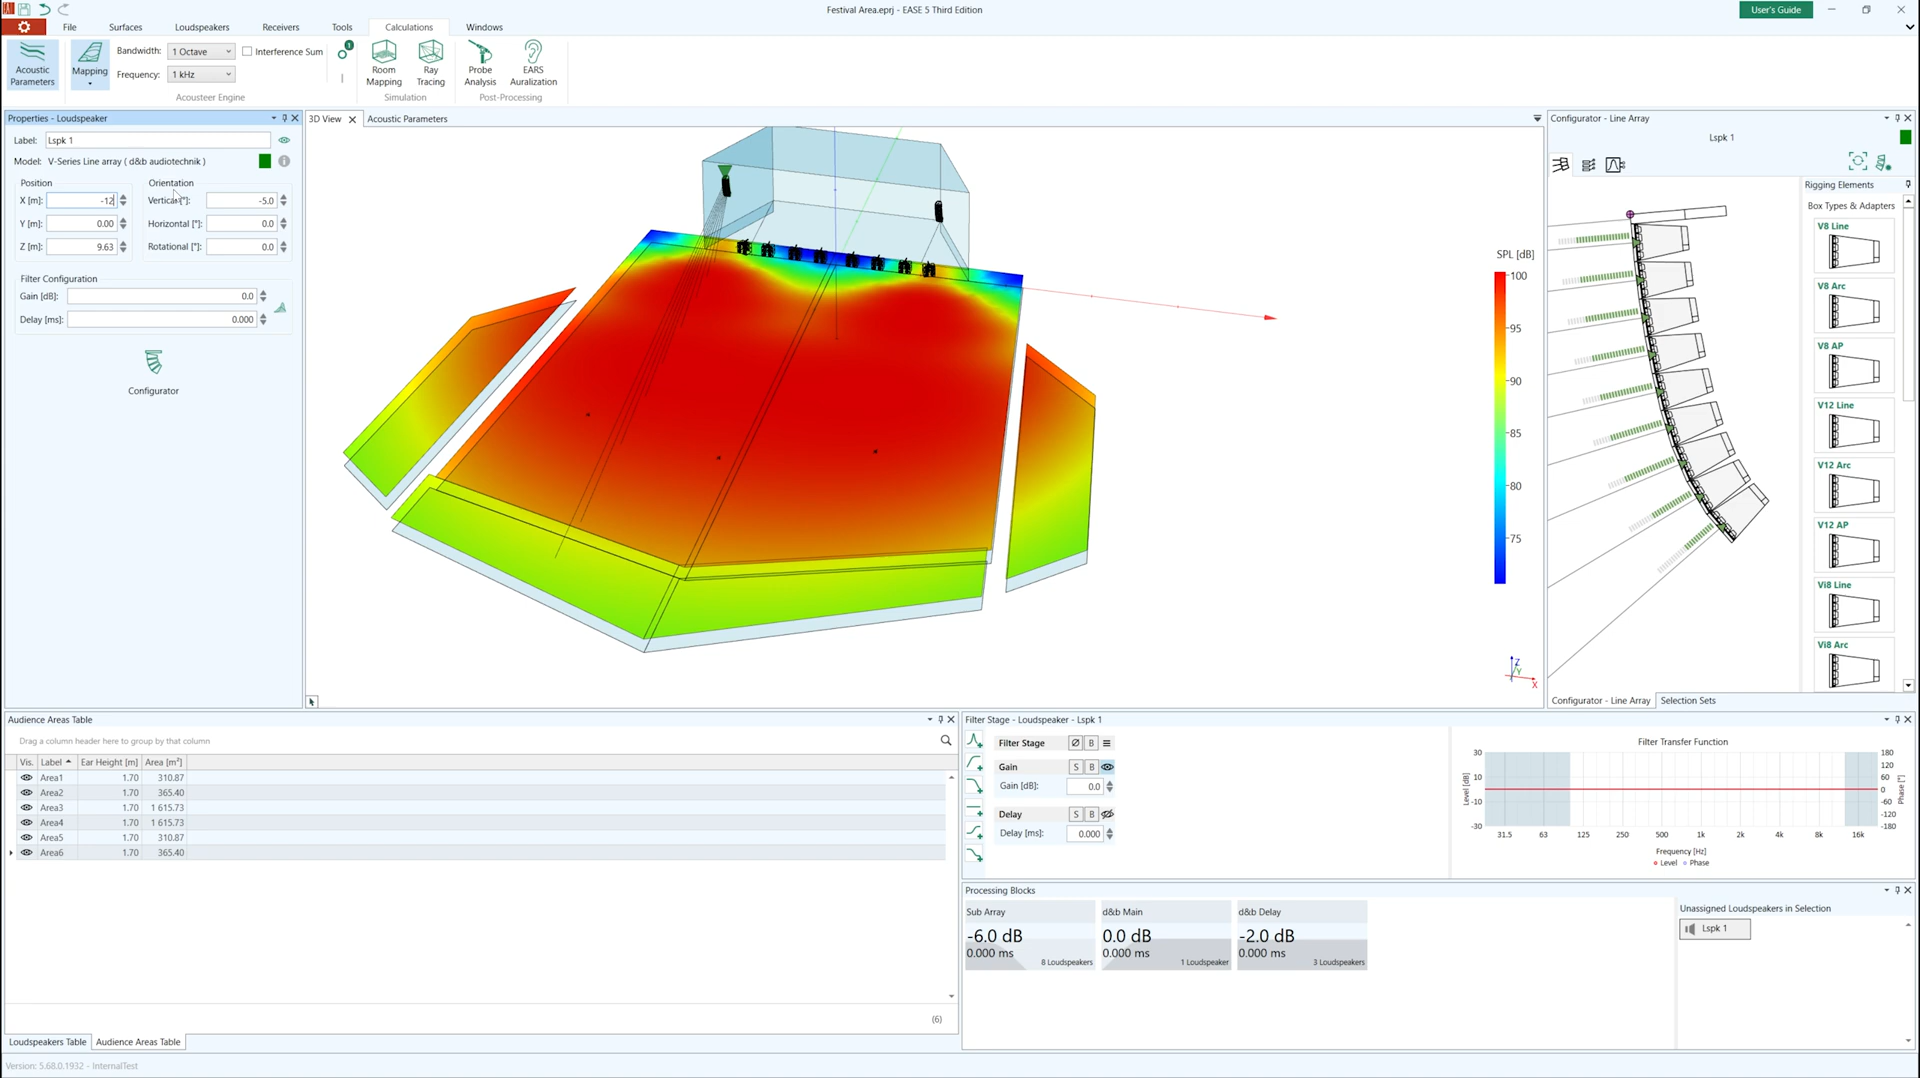 Festival Area.eprj - EASE 5 Third Edition
User's Guide
File
Surfaces
Loudspeakers
Receivers
Tools
Calculations
Windows
Acoustic Parameters
Mapping
Bandwidth: 1 Octave
Interference Sum
Frequency: 1 kHz
1
Room Mapping
Ray Tracing
Probe Analysis
EARS Auralization
Acousteer Engine
Simulation
Post-Processing
Properties - Loudspeaker
Label: Lspk 1
Model: V-Series Line array ( d&b audiotechnik )
Position
Orientation
X [m]: -12
Vertical [°]: -5.0
Y [m]: 0.00
Horizontal [°]: 0.0
Z [m]: 9.63
Rotational [°]: 0.0
Filter Configuration
Gain [dB]: 0.0
Delay [ms]: 0.000
Configurator
3D View
Acoustic Parameters
SPL [dB]
100
95
90
85
80
75
Z
Y
X
Configurator - Line Array
Lspk 1
Rigging Elements
Box Types & Adapters
V8 Line
V8 Arc
V8 AP
V12 Line
V12 Arc
V12 AP
Vi8 Line
Vi8 Arc
Configurator - Line Array
Selection Sets
Audience Areas Table
Drag a column header here to group by that column
Vis. Label Ear Height [m] Area [m²]
Area1 1.70 310.87
Area2 1.70 365.40
Area3 1.70 1 615.73
Area4 1.70 1 615.73
Area5 1.70 310.87
Area6 1.70 365.40
(6)
Loudspeakers Table
Audience Areas Table
Filter Stage - Loudspeaker - Lspk 1
Filter Stage Ø B
Gain S B
Gain [dB]: 0.0
Delay S B
Delay [ms]: 0.000
Filter Transfer Function
Level [dB]
30
10
-10
-30
180
120
60
0
-60
-120
-180
Phase [°]
31.5 63 125 250 500 1k 2k 4k 8k 16k
Frequency [Hz]
Level Phase
Processing Blocks
Sub Array
-6.0 dB
0.000 ms
8 Loudspeakers
d&b Main
0.0 dB
0.000 ms
1 Loudspeaker
d&b Delay
-2.0 dB
0.000 ms
3 Loudspeakers
Unassigned Loudspeakers in Selection
Lspk 1
Version: 5.68.0.1932 - InternalTest